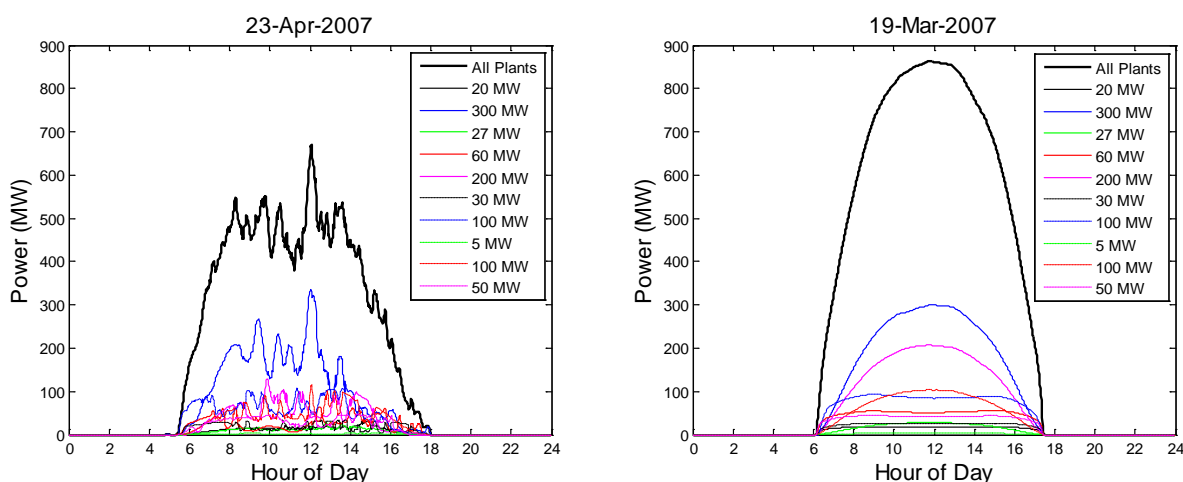 23-Apr-2007
900
800
700
600
500
400
300
200
100
0
Power (MW)
0 2 4 6 8 10 12 14 16 18 20 22 24
Hour of Day
All Plants
20 MW
300 MW
27 MW
60 MW
200 MW
30 MW
100 MW
5 MW
100 MW
50 MW
19-Mar-2007
900
800
700
600
500
400
300
200
100
0
Power (MW)
0 2 4 6 8 10 12 14 16 18 20 22 24
Hour of Day
All Plants
20 MW
300 MW
27 MW
60 MW
200 MW
30 MW
100 MW
5 MW
100 MW
50 MW